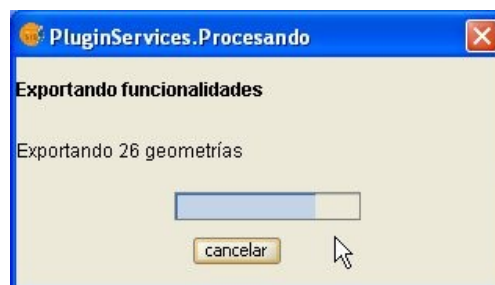 PluginServices.Procesando
Exportando funcionalidades
Exportando 26 geometrías
cancelar